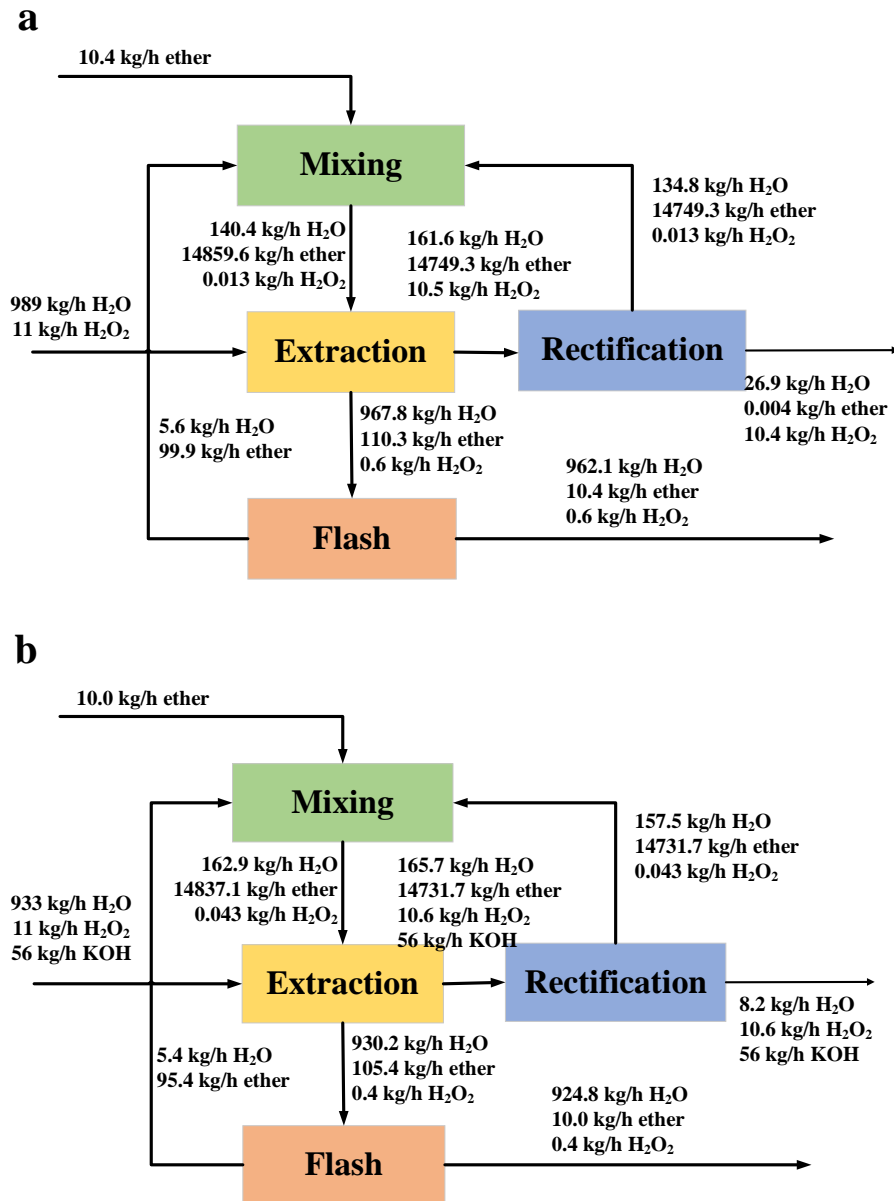 a
10.4 kg/h ether
Mixing
134.8 kg/h H₂O
14749.3 kg/h ether
0.013 kg/h H₂O₂
140.4 kg/h H₂O
14859.6 kg/h ether
0.013 kg/h H₂O₂
161.6 kg/h H₂O
14749.3 kg/h ether
10.5 kg/h H₂O₂
989 kg/h H₂O
11 kg/h H₂O₂
Extraction
Rectification
26.9 kg/h H₂O
0.004 kg/h ether
10.4 kg/h H₂O₂
5.6 kg/h H₂O
99.9 kg/h ether
967.8 kg/h H₂O
110.3 kg/h ether
0.6 kg/h H₂O₂
962.1 kg/h H₂O
10.4 kg/h ether
0.6 kg/h H₂O₂
Flash
b
10.0 kg/h ether
Mixing
157.5 kg/h H₂O
14731.7 kg/h ether
0.043 kg/h H₂O₂
162.9 kg/h H₂O
14837.1 kg/h ether
0.043 kg/h H₂O₂
165.7 kg/h H₂O
14731.7 kg/h ether
10.6 kg/h H₂O₂
56 kg/h KOH
933 kg/h H₂O
11 kg/h H₂O₂
56 kg/h KOH
Extraction
Rectification
8.2 kg/h H₂O
10.6 kg/h H₂O₂
56 kg/h KOH
5.4 kg/h H₂O
95.4 kg/h ether
930.2 kg/h H₂O
105.4 kg/h ether
0.4 kg/h H₂O₂
924.8 kg/h H₂O
10.0 kg/h ether
0.4 kg/h H₂O₂
Flash